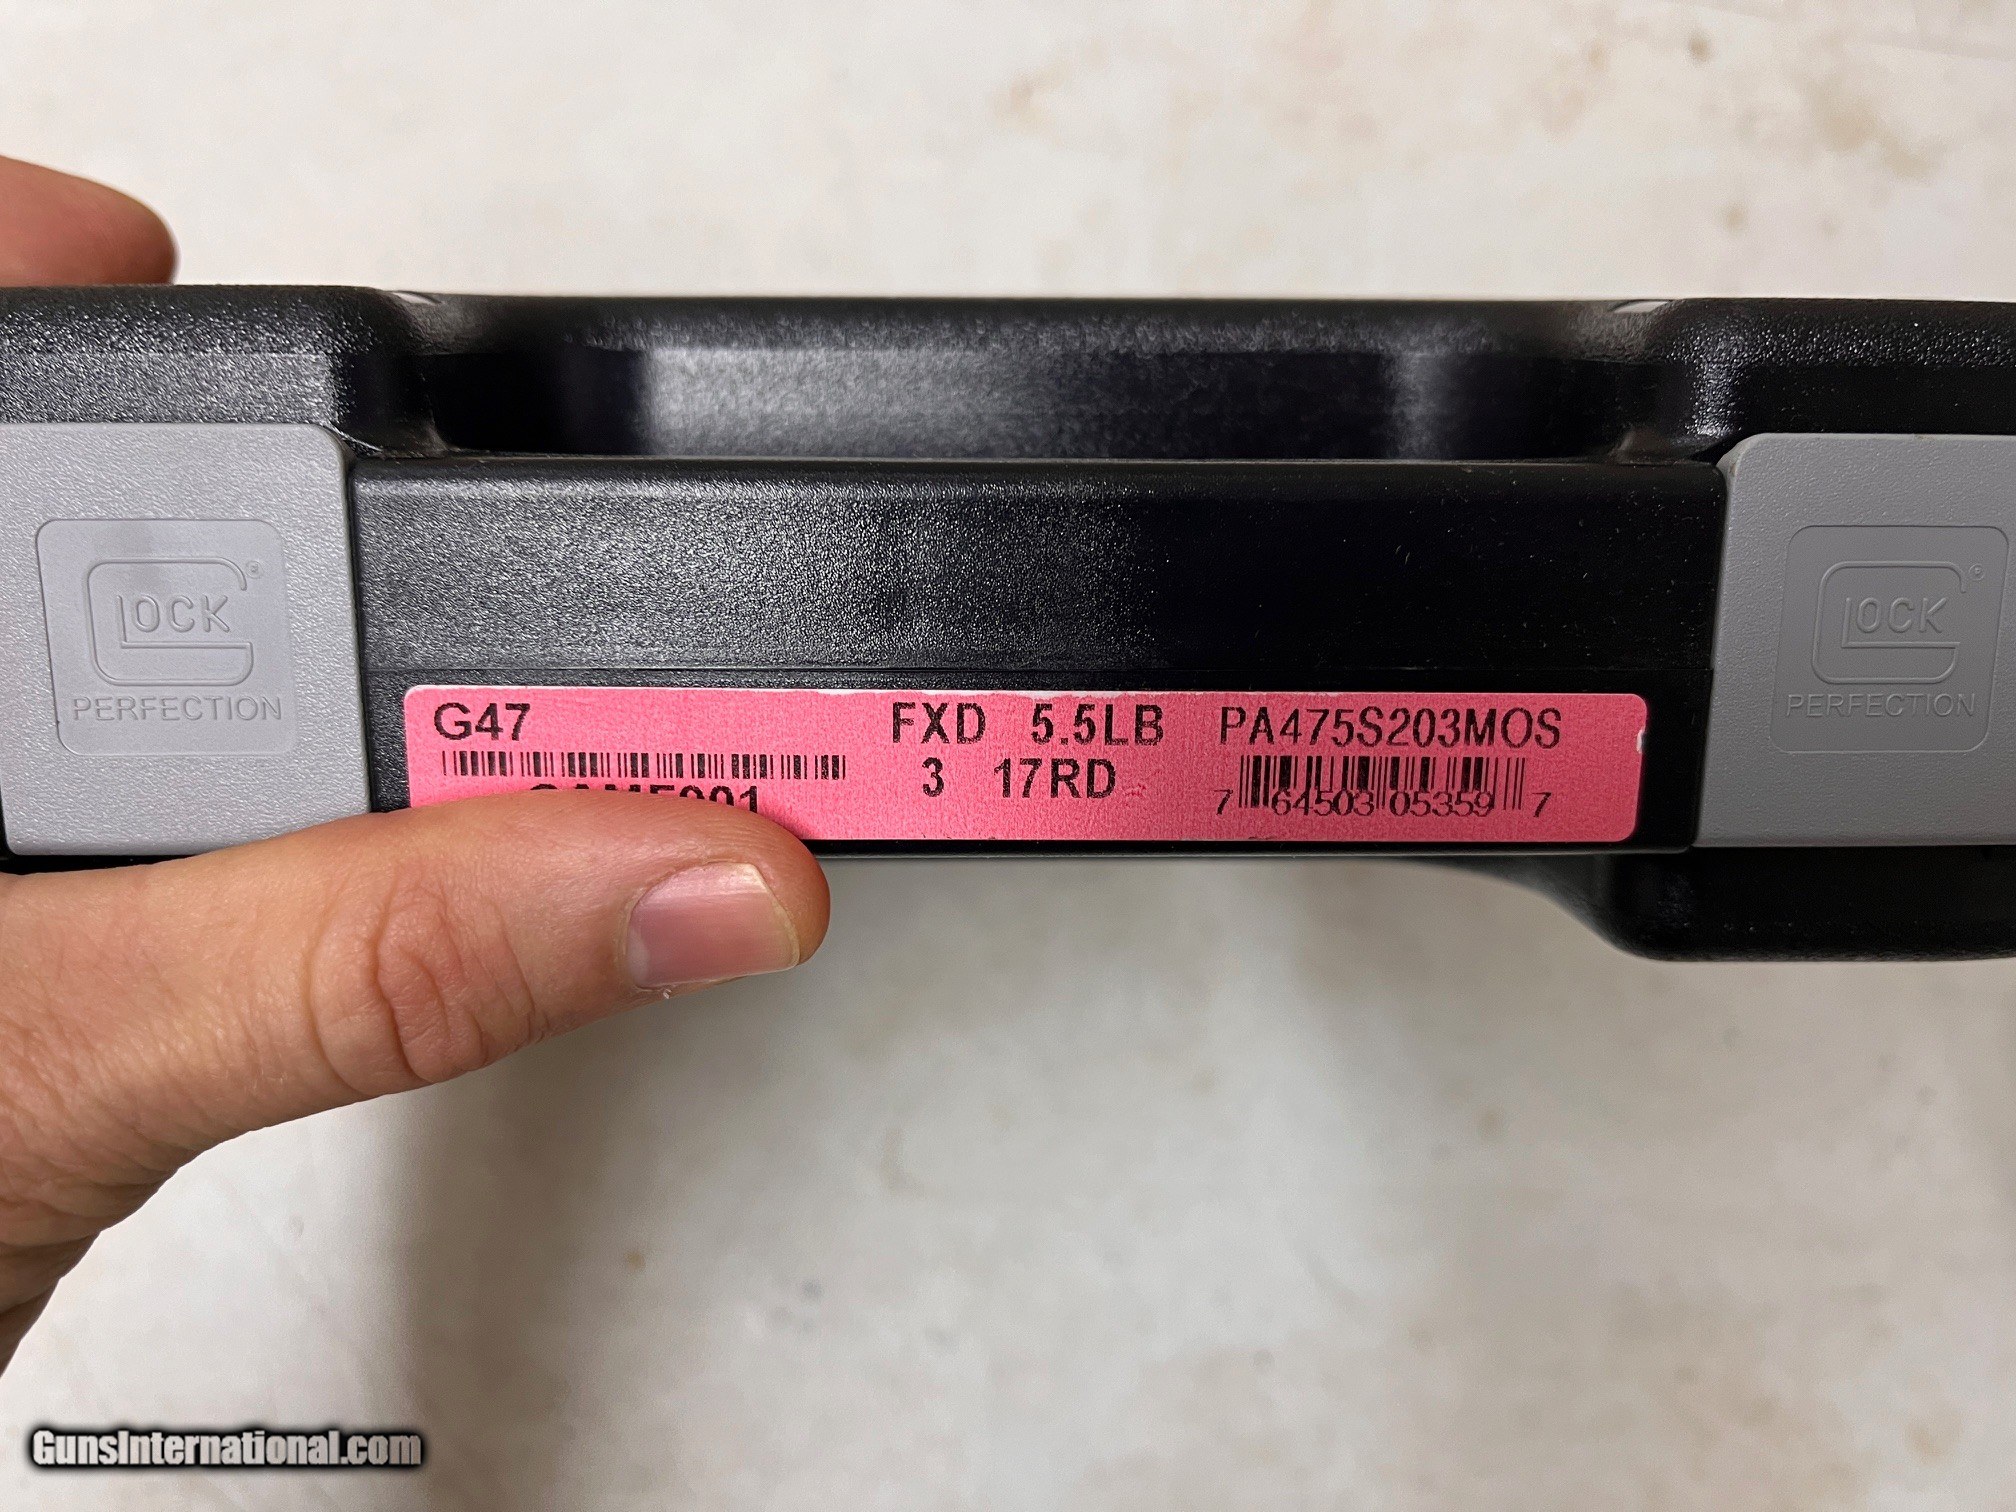 GLOCK®
PERFECTION
GLOCK®
PERFECTION
G47
FXD 5.5LB
3 17RD
PA475S203MOS
7 64503 05359 7
GunsInternational.com